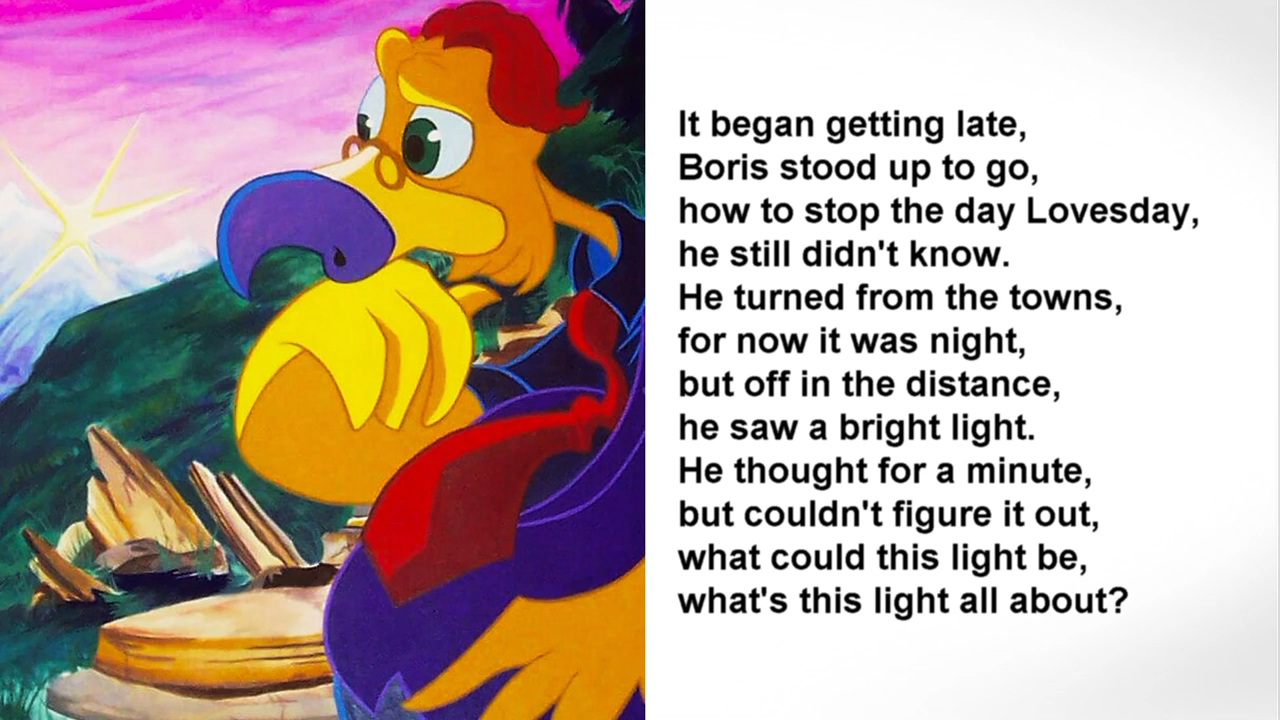 It began getting late,
Boris stood up to go,
how to stop the day Lovesday,
he still didn't know.
He turned from the towns,
for now it was night,
but off in the distance,
he saw a bright light.
He thought for a minute,
but couldn't figure it out,
what could this light be,
what's this light all about?